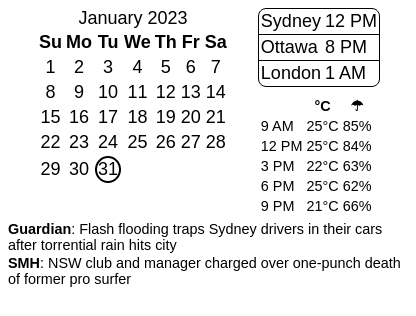 January 2023
Su Mo Tu We Th Fr Sa
1 2 3 4 5 6 7
8 9 10 11 12 13 14
15 16 17 18 19 20 21
22 23 24 25 26 27 28
29 30 31
Sydney 12 PM
Ottawa 8 PM
London 1 AM
°C ☂
9 AM 25°C 85%
12 PM 25°C 84%
3 PM 22°C 63%
6 PM 25°C 62%
9 PM 21°C 66%
Guardian: Flash flooding traps Sydney drivers in their cars
after torrential rain hits city
SMH: NSW club and manager charged over one-punch death
of former pro surfer